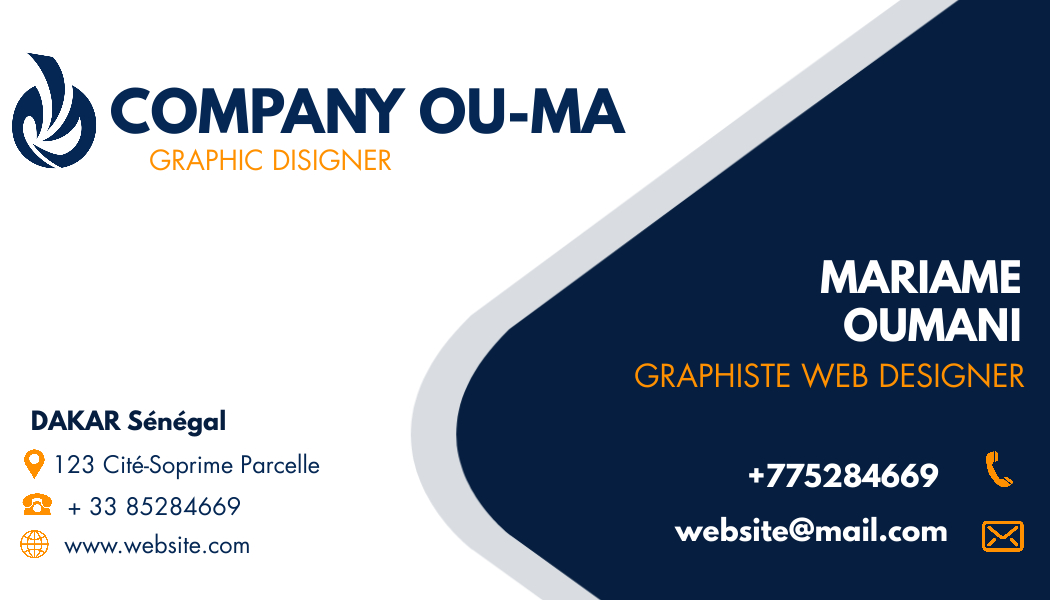 COMPANY OU-MA
GRAPHIC DISIGNER
MARIAME
OUMANI
GRAPHISTE WEB DESIGNER
DAKAR Sénégal
123 Cité-Soprime Parcelle
+ 33 85284669
www.website.com
+775284669
website@mail.com